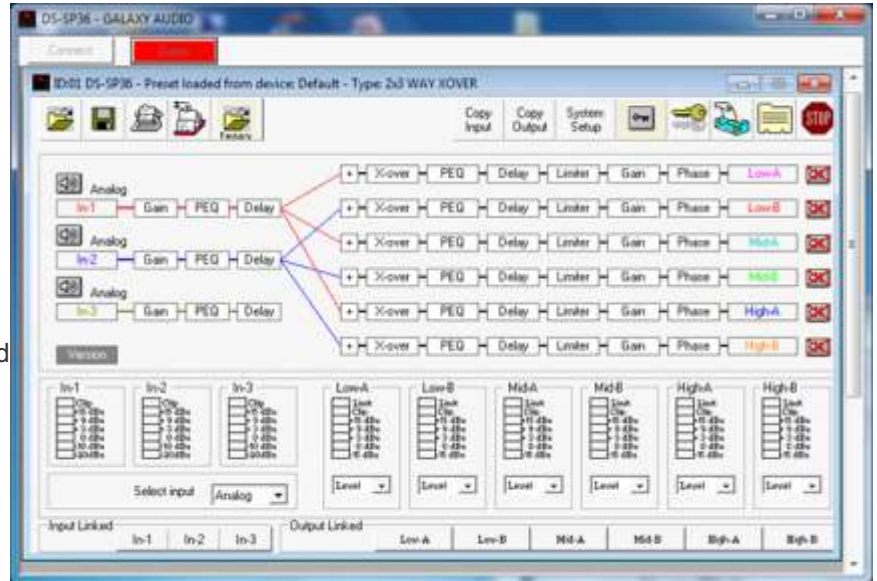 DS-SP36 - GALAXY AUDIO
Connect
ID:01 DS-SP36 - Preset loaded from device: Default - Type: 2x3 WAY XOVER
Copy Input Copy Output System Setup STOP
Analog
In-1 Gain PEQ Delay
Analog
In-2 Gain PEQ Delay
Analog
In-3 Gain PEQ Delay
+ X-over PEQ Delay Limiter Gain Phase Low-A
+ X-over PEQ Delay Limiter Gain Phase Low-B
+ X-over PEQ Delay Limiter Gain Phase Mid-A
+ X-over PEQ Delay Limiter Gain Phase Mid-B
+ X-over PEQ Delay Limiter Gain Phase High-A
+ X-over PEQ Delay Limiter Gain Phase High-B
d
Version
In-1 In-2 In-3 Low-A Low-B Mid-A Mid-B High-A High-B
Select input Analog
Level Level Level Level Level Level
Input Linked In-1 In-2 In-3 Output Linked Low-A Low-B Mid-A Mid-B High-A High-B